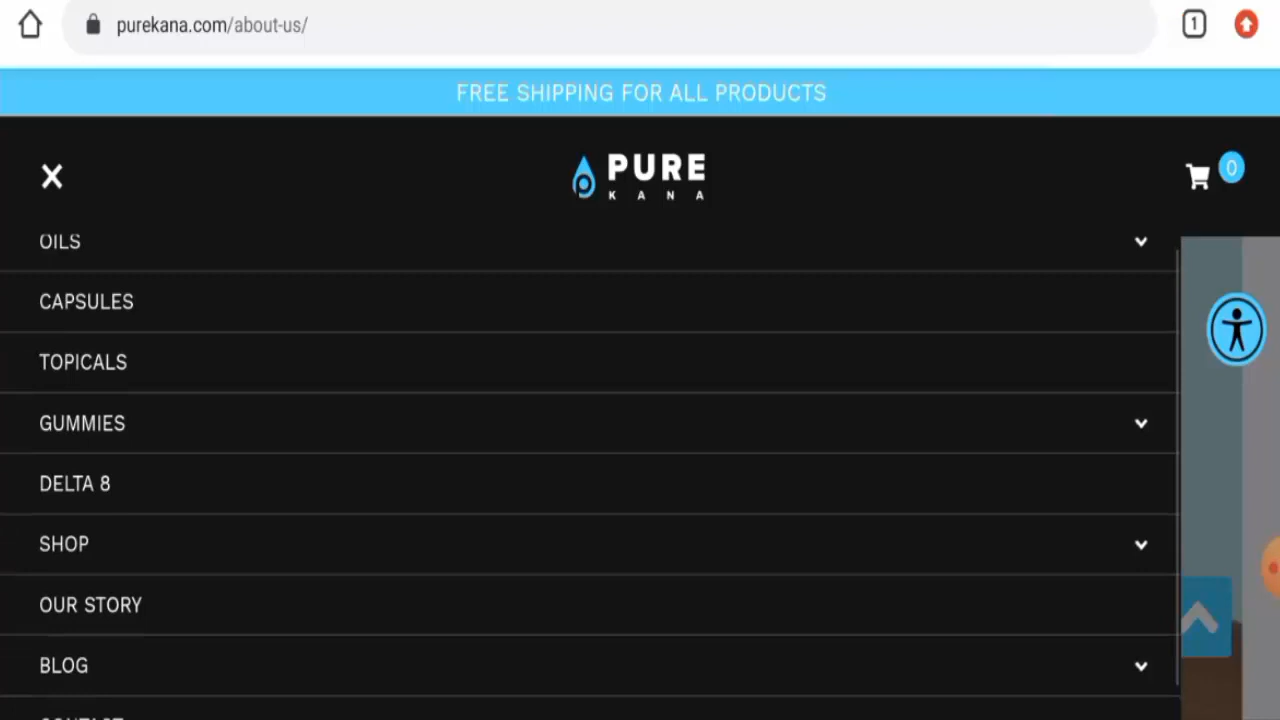 purekana.com/about-us/
1
FREE SHIPPING FOR ALL PRODUCTS
PURE
KANA
0
OILS
CAPSULES
TOPICALS
GUMMIES
DELTA 8
SHOP
OUR STORY
BLOG